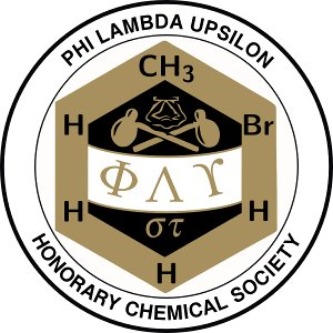 PHI LAMBDA UPSILON
CH3
H Br
ΦΛΥ
H στ H
H
HONORARY CHEMICAL SOCIETY